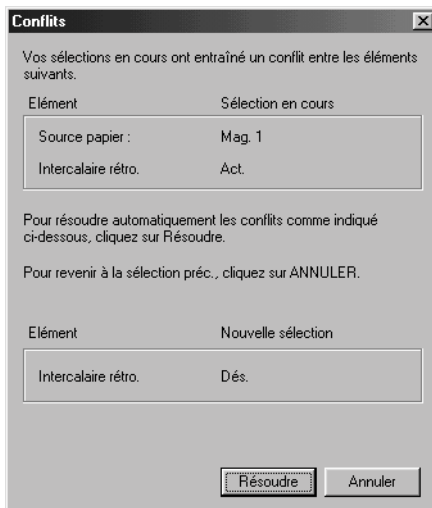 Conflits
Vos sélections en cours ont entraîné un conflit entre les éléments
suivants.
Elément Sélection en cours
Source papier : Mag. 1
Intercalaire rétro. Act.
Pour résoudre automatiquement les conflits comme indiqué
ci-dessous, cliquez sur Résoudre.
Pour revenir à la sélection préc., cliquez sur ANNULER.
Elément Nouvelle sélection
Intercalaire rétro. Dés.
Résoudre Annuler